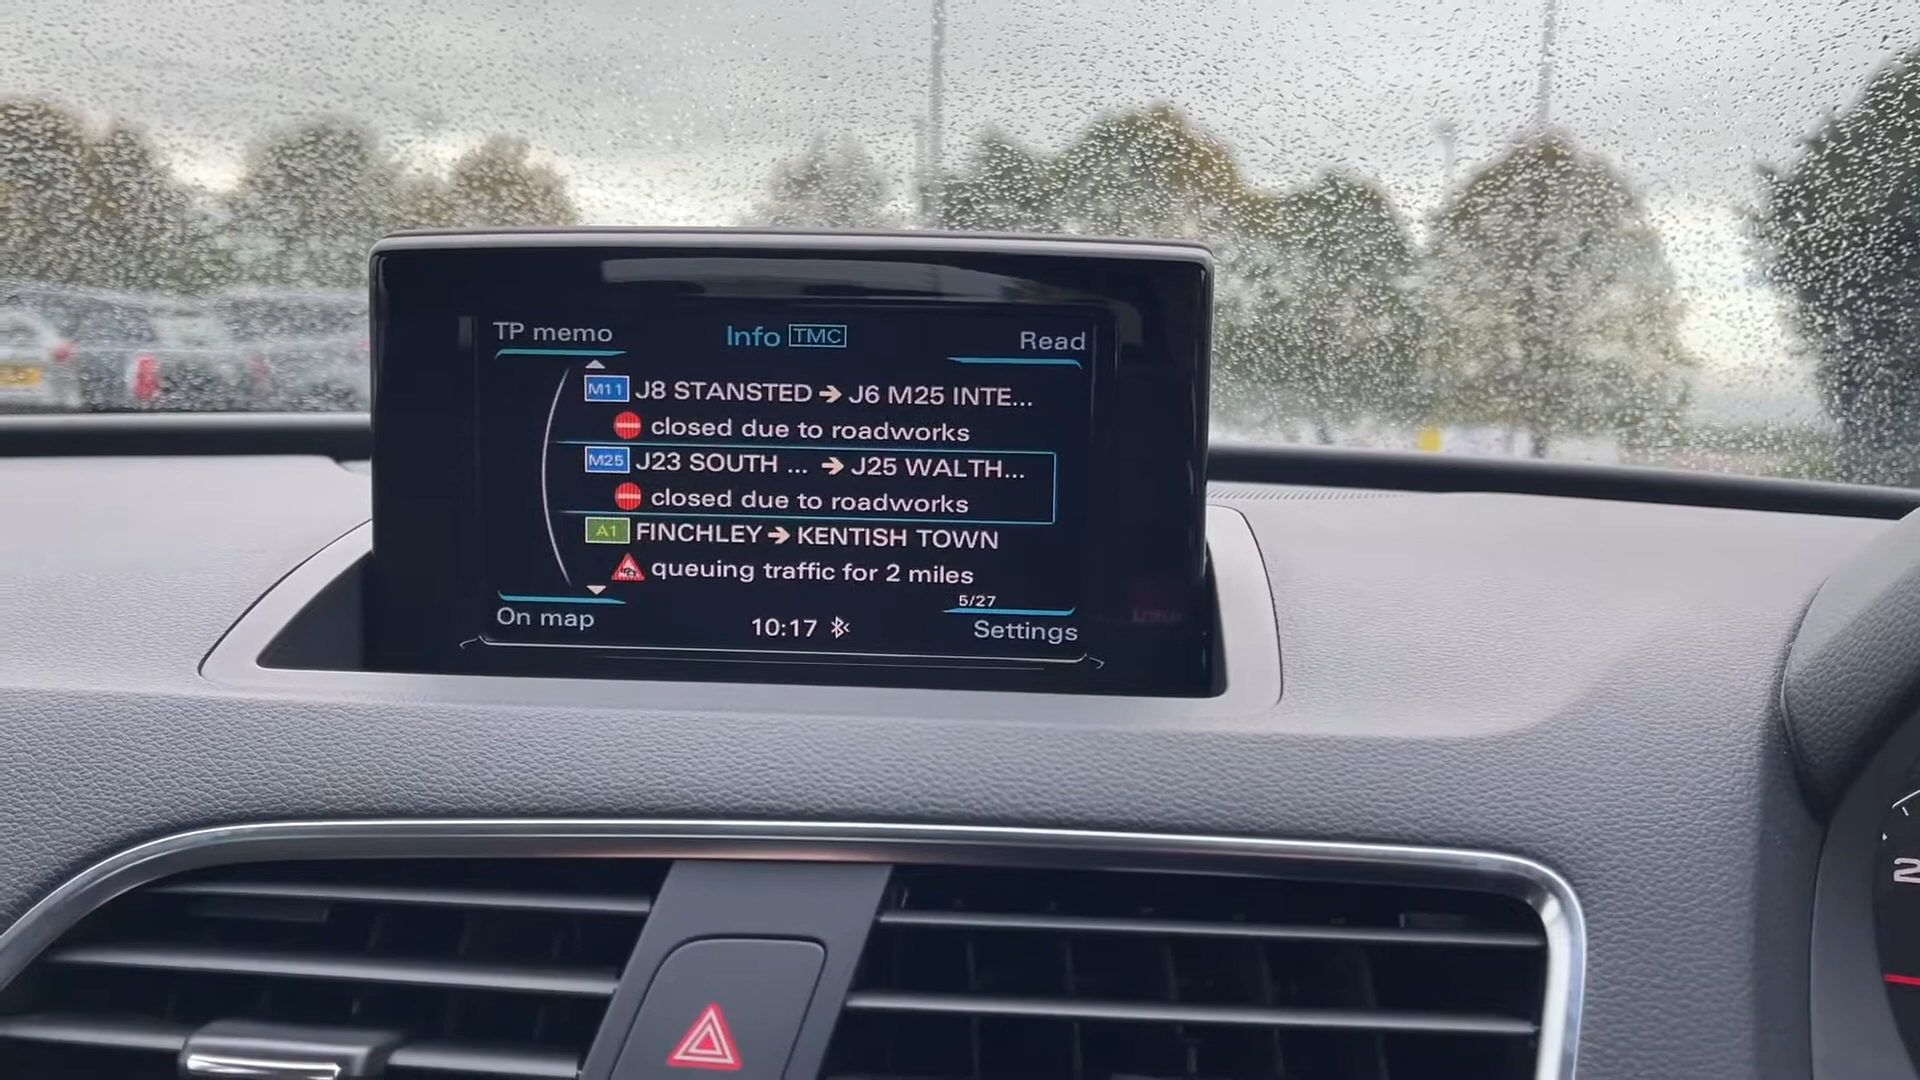 TP memo
Info TMC
Read
M11 J8 STANSTED → J6 M25 INTE...
closed due to roadworks
M25 J23 SOUTH ... → J25 WALTH...
closed due to roadworks
A1 FINCHLEY → KENTISH TOWN
queuing traffic for 2 miles
5/27
On map
10:17
Settings
2